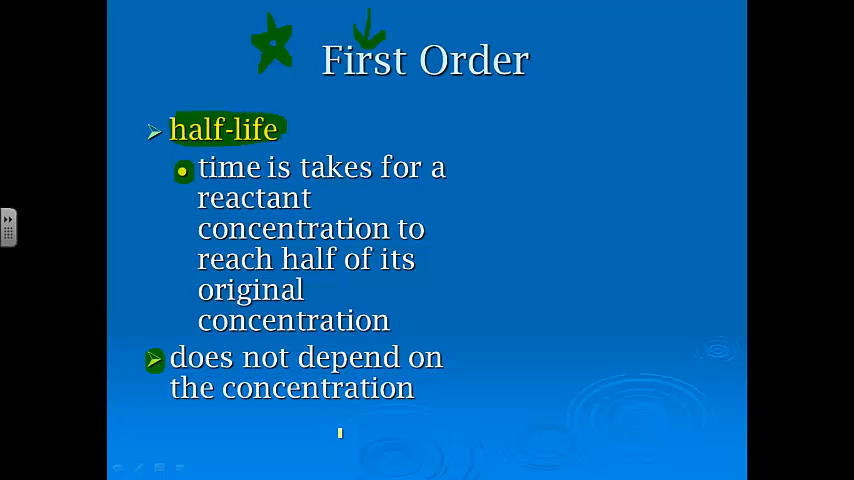 First Order
half-life
time is takes for a
reactant
concentration to
reach half of its
original
concentration
does not depend on
the concentration